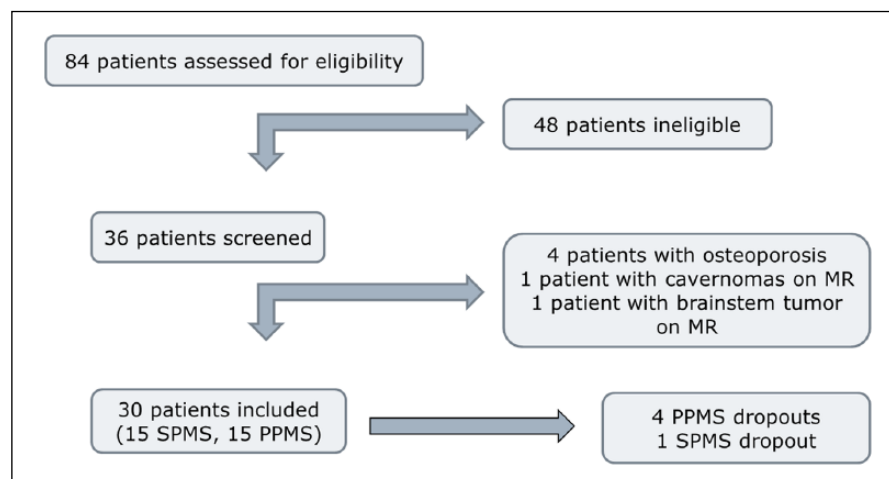 84 patients assessed for eligibility
48 patients ineligible
36 patients screened
4 patients with osteoporosis
1 patient with cavernomas on MR
1 patient with brainstem tumor
on MR
30 patients included
(15 SPMS, 15 PPMS)
4 PPMS dropouts
1 SPMS dropout